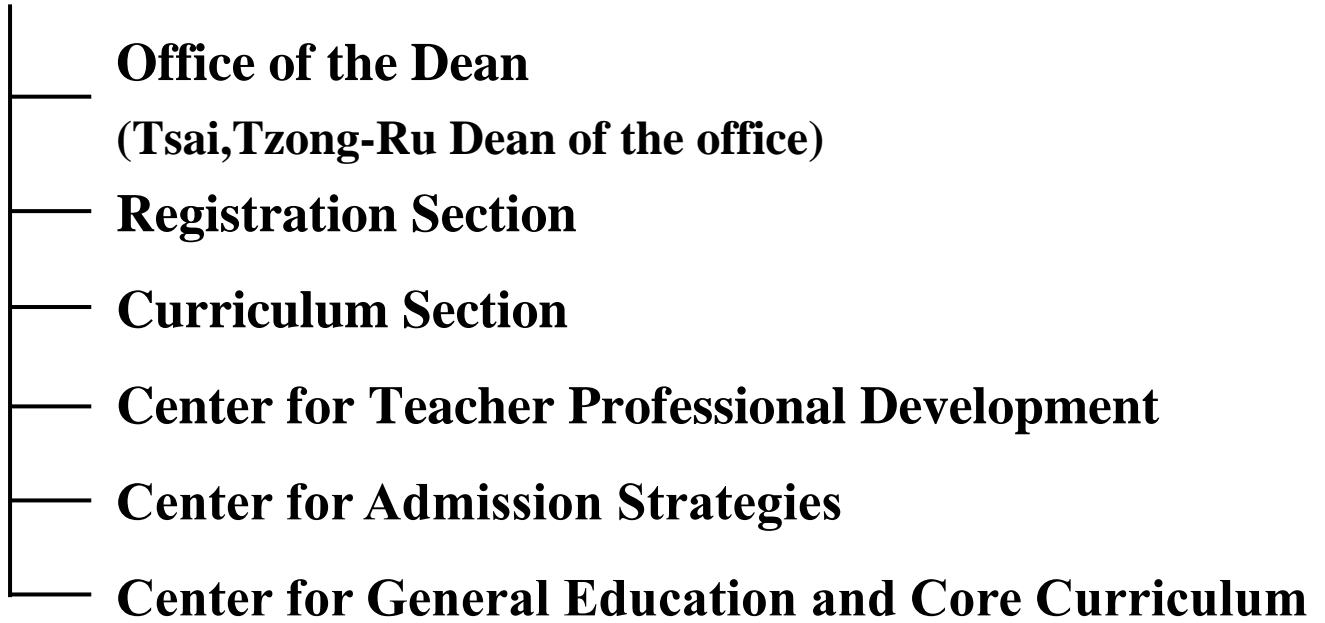 Office of the Dean
(Tsai,Tzong-Ru Dean of the office)
Registration Section
Curriculum Section
Center for Teacher Professional Development
Center for Admission Strategies
Center for General Education and Core Curriculum